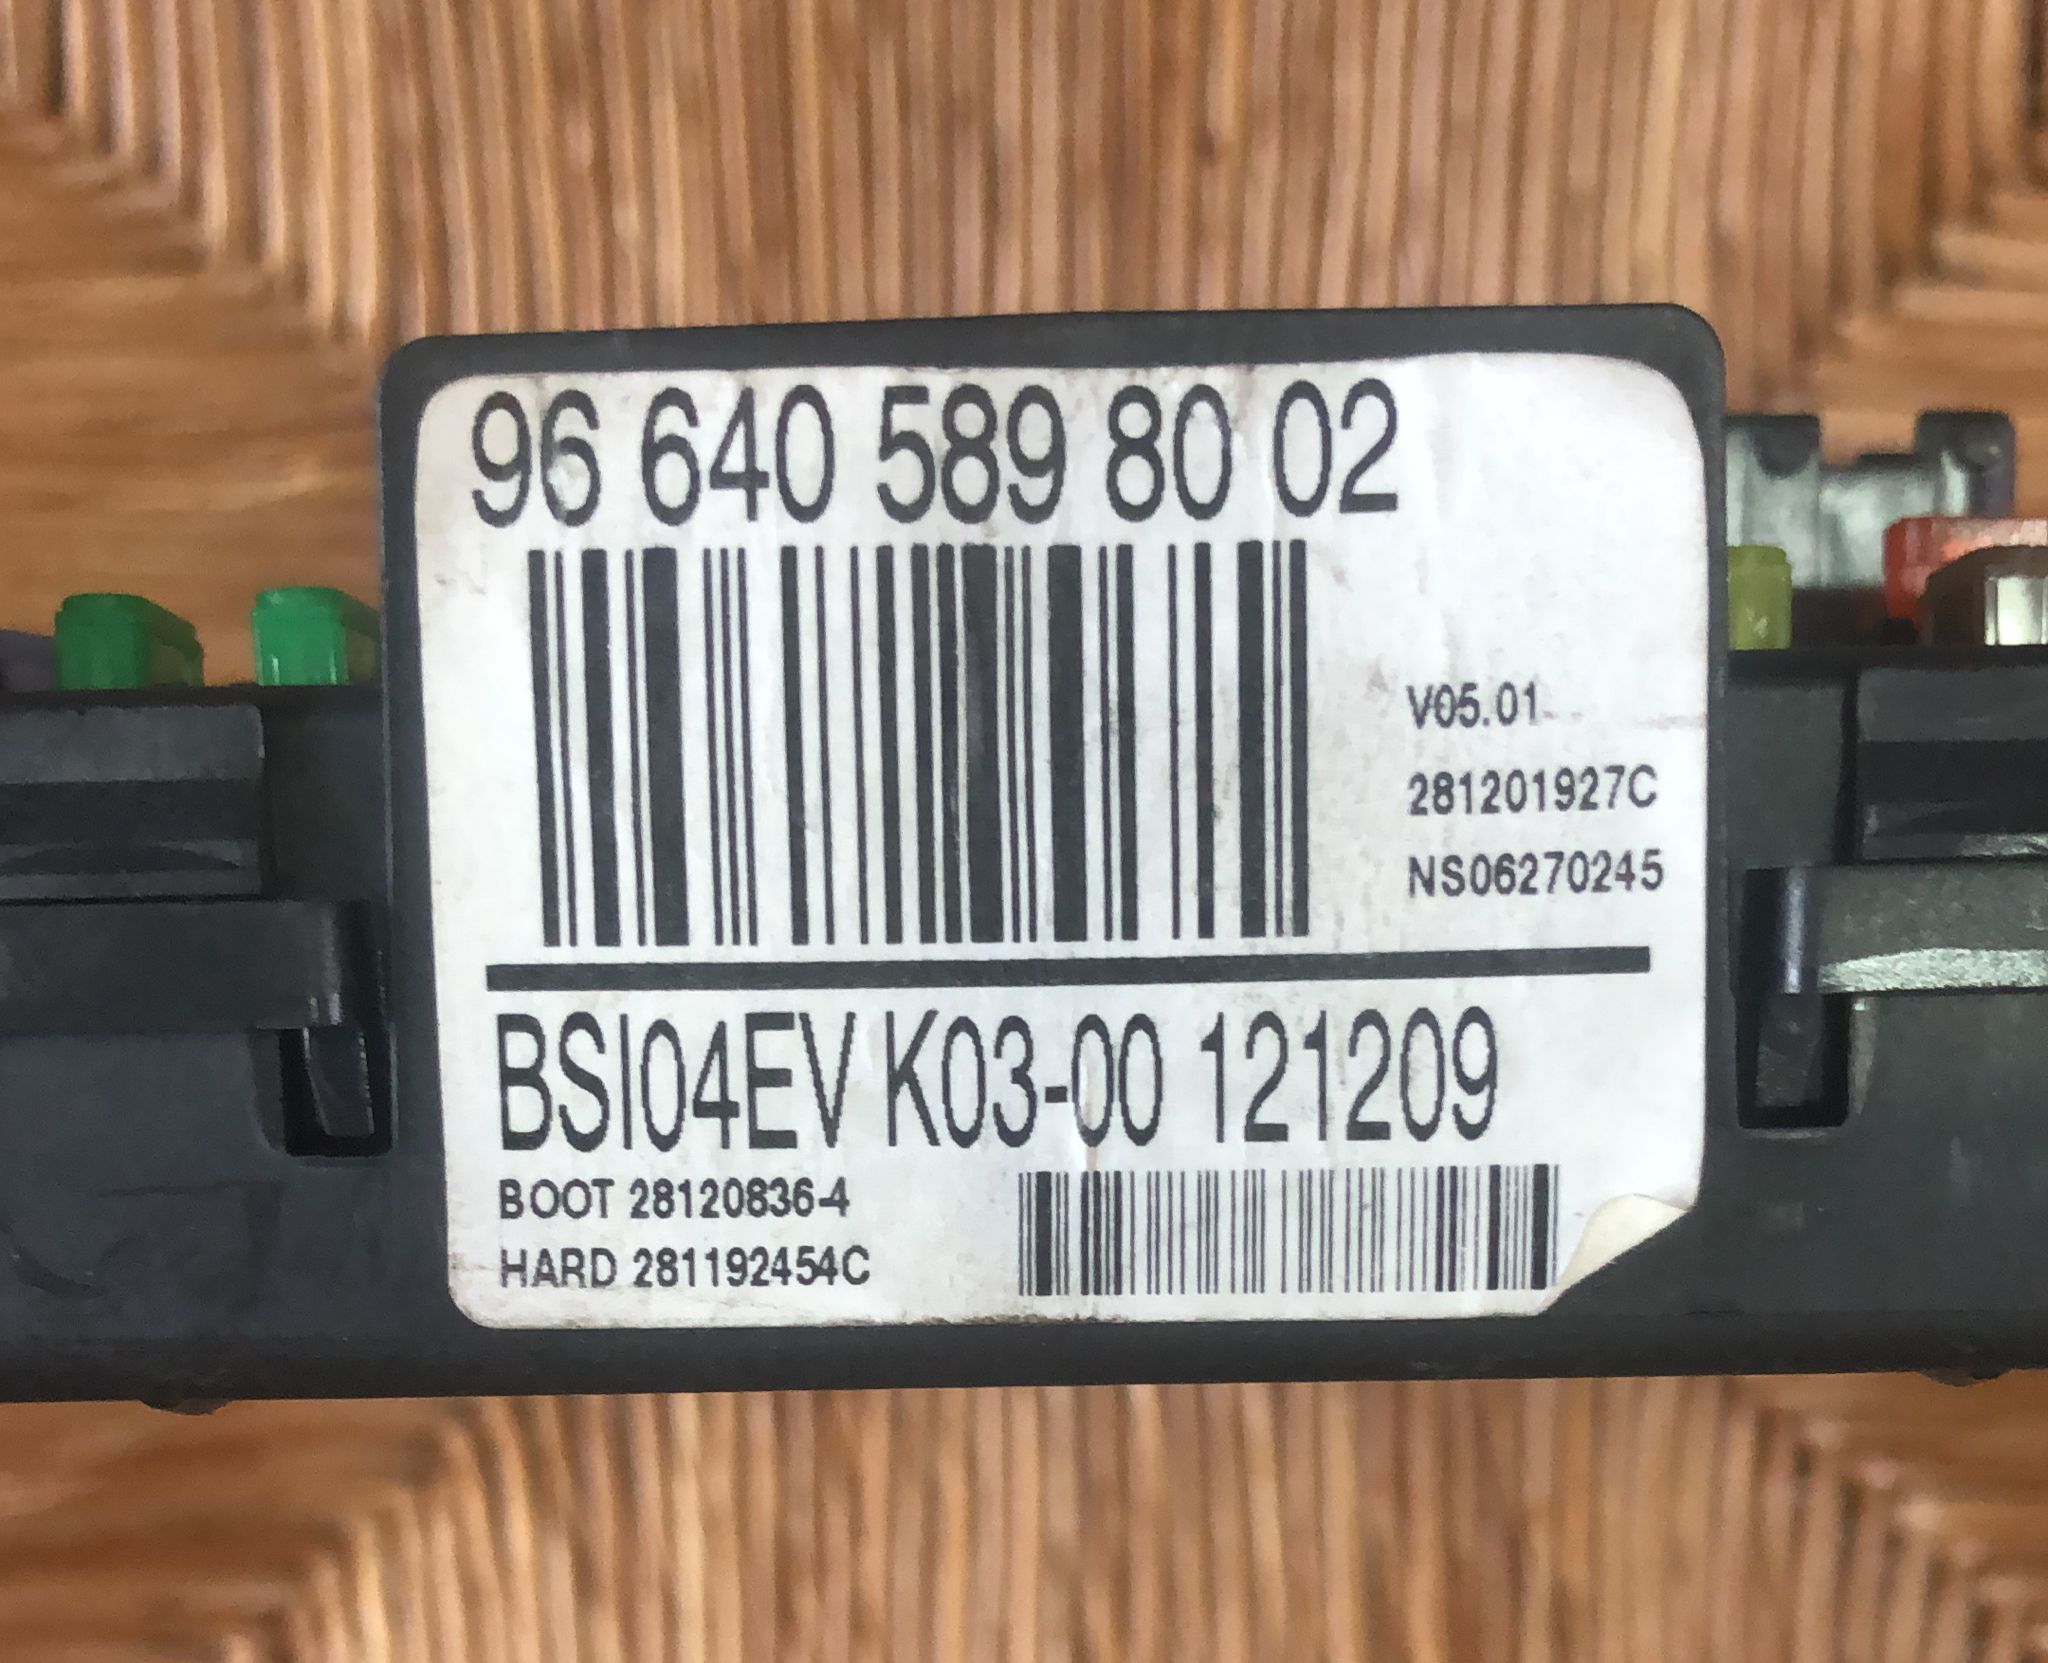 96 640 589 80 02
V05.01
281201927C
NS06270245
BSI04EV K03-00 121209
BOOT 28120836-4
HARD 281192454C